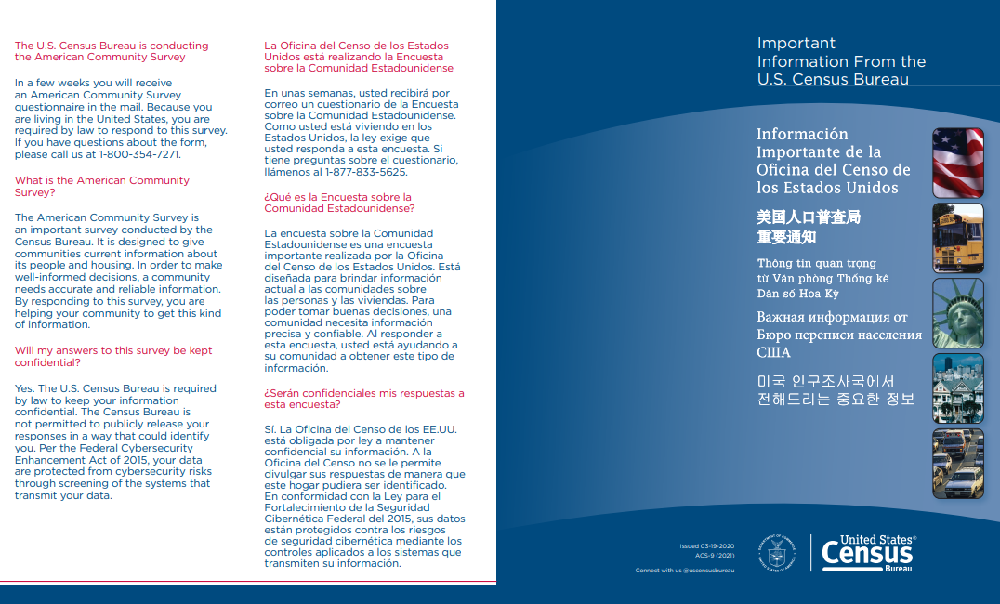 The U.S. Census Bureau is conducting
the American Community Survey
In a few weeks you will receive
an American Community Survey
questionnaire in the mail. Because you
are living in the United States, you are
required by law to respond to this survey.
If you have questions about the form,
please call us at 1-800-354-7271.
What is the American Community
Survey?
The American Community Survey is
an important survey conducted by the
Census Bureau. It is designed to give
communities current information about
its people and housing. In order to make
well-informed decisions, a community
needs accurate and reliable information.
By responding to this survey, you are
helping your community to get this kind
of information.
Will my answers to this survey be kept
confidential?
Yes. The U.S. Census Bureau is required
by law to keep your information
confidential. The Census Bureau is
not permitted to publicly release your
responses in a way that could identify
you. Per the Federal Cybersecurity
Enhancement Act of 2015, your data
are protected from cybersecurity risks
through screening of the systems that
transmit your data.
La Oficina del Censo de los Estados
Unidos está realizando la Encuesta
sobre la Comunidad Estadounidense
En unas semanas, usted recibirá por
correo un cuestionario de la Encuesta
sobre la Comunidad Estadounidense.
Como usted está viviendo en los
Estados Unidos, la ley exige que
usted responda a esta encuesta. Si
tiene preguntas sobre el cuestionario,
llámenos al 1-877-833-5625.
¿Qué es la Encuesta sobre la
Comunidad Estadounidense?
La encuesta sobre la Comunidad
Estadounidense es una encuesta
importante realizada por la Oficina
del Censo de los Estados Unidos. Está
diseñada para brindar información
actual a las comunidades sobre
las personas y las viviendas. Para
poder tomar buenas decisiones, una
comunidad necesita información
precisa y confiable. Al responder a
esta encuesta, usted está ayudando a
su comunidad a obtener este tipo de
información.
¿Serán confidenciales mis respuestas a
esta encuesta?
Sí. La Oficina del Censo de los EE.UU.
está obligada por ley a mantener
confidencial su información. A la
Oficina del Censo no se le permite
divulgar sus respuestas de manera que
este hogar pudiera ser identificado.
En conformidad con la Ley para el
Fortalecimiento de la Seguridad
Cibernética Federal del 2015, sus datos
están protegidos contra los riesgos
de seguridad cibernética mediante los
controles aplicados a los sistemas que
transmiten su información.
Important
Information From the
U.S. Census Bureau
Información
Importante de la
Oficina del Censo de
los Estados Unidos
美国人口普查局
重要通知
Thông tin quan trọng
từ Văn phòng Thống kê
Dân số Hoa Kỳ
Важная информация от
Бюро переписи населения
США
미국 인구조사국에서
전해드리는 중요한 정보
Issued 03-19-2020
ACS-9 (2021)
Connect with us @uscensusbureau
DEPARTMENT OF COMMERCE
UNITED STATES OF AMERICA
United States®
Census
Bureau